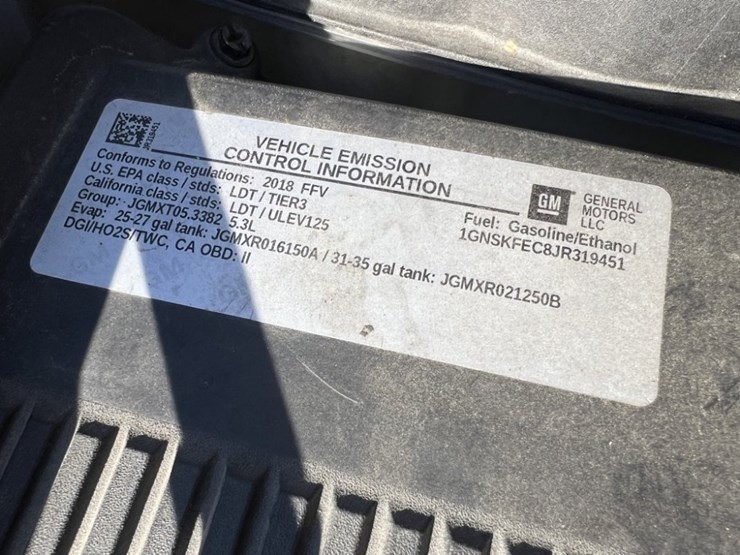 JR319451
VEHICLE EMISSION
CONTROL INFORMATION
Conforms to Regulations: 2018 FFV
U.S. EPA class / stds: LDT / TIER3
California class / stds: LDT / ULEV125
Group: JGMXT05.3382 5.3L
Evap: 25-27 gal tank: JGMXR016150A / 31-35 gal tank: JGMXR021250B
DGI/HO2S/TWC, CA OBD: II
GM
GENERAL
MOTORS
LLC
Fuel: Gasoline/Ethanol
1GNSKFEC8JR319451